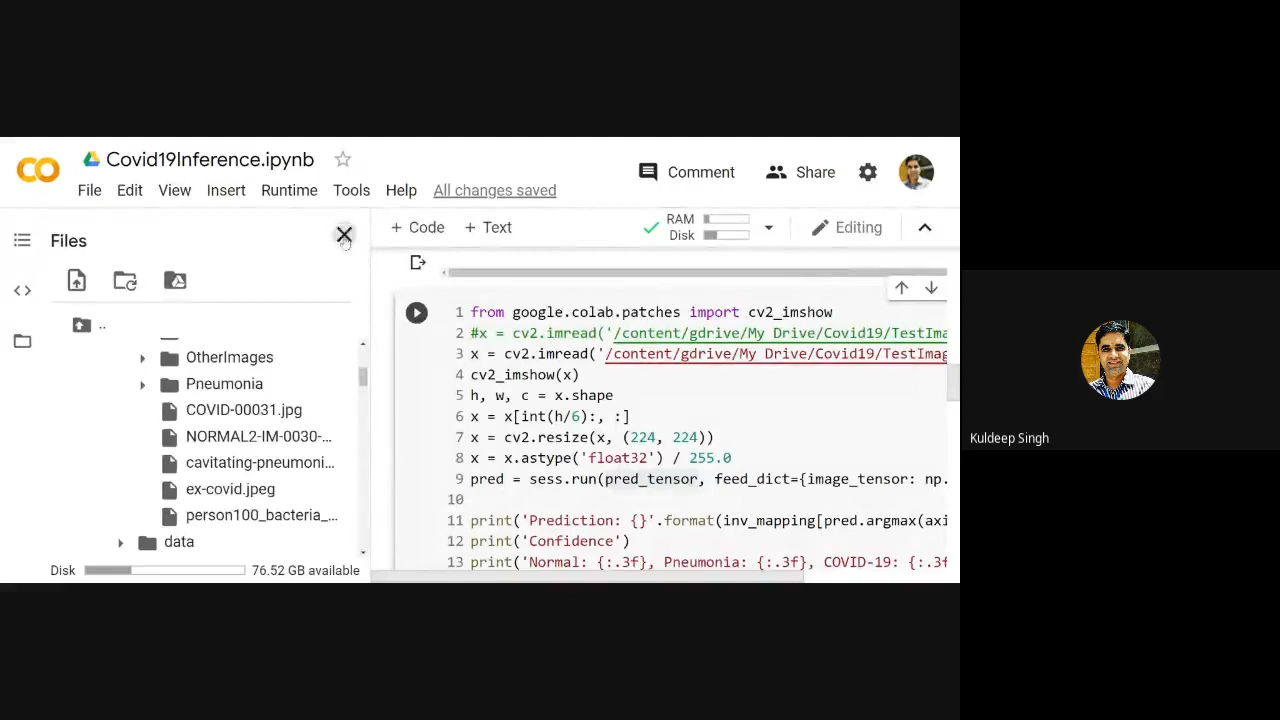 Covid19Inference.ipynb
File Edit View Insert Runtime Tools Help All changes saved
Comment Share
Files
+ Code + Text
RAM
Disk
Editing
..
OtherImages
Pneumonia
COVID-00031.jpg
NORMAL2-IM-0030-...
cavitating-pneumoni...
ex-covid.jpeg
person100_bacteria_...
data
Disk 76.52 GB available
1 from google.colab.patches import cv2_imshow
2 #x = cv2.imread('/content/gdrive/My Drive/Covid19/TestIma
3 x = cv2.imread('/content/gdrive/My Drive/Covid19/TestImag
4 cv2_imshow(x)
5 h, w, c = x.shape
6 x = x[int(h/6):, :]
7 x = cv2.resize(x, (224, 224))
8 x = x.astype('float32') / 255.0
9 pred = sess.run(pred_tensor, feed_dict={image_tensor: np.
10
11 print('Prediction: {}'.format(inv_mapping[pred.argmax(axi
12 print('Confidence')
13 print('Normal: {:.3f}, Pneumonia: {:.3f}, COVID-19: {:.3f
Kuldeep Singh